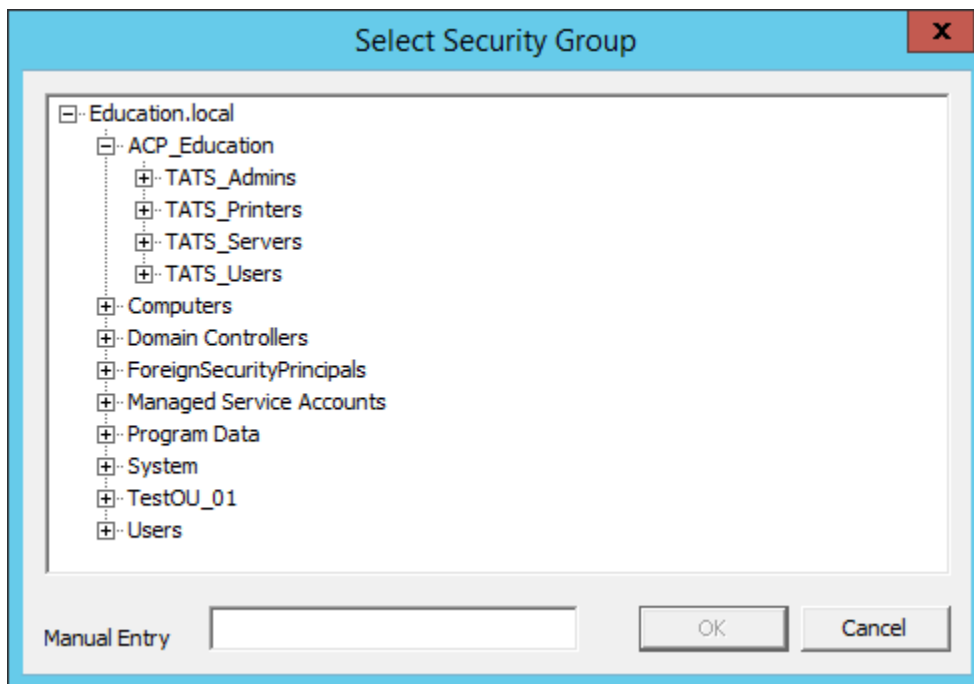 Select Security Group
x
Education.local
ACP_Education
TATS_Admins
TATS_Printers
TATS_Servers
TATS_Users
Computers
Domain Controllers
ForeignSecurityPrincipals
Managed Service Accounts
Program Data
System
TestOU_01
Users
Manual Entry OK Cancel